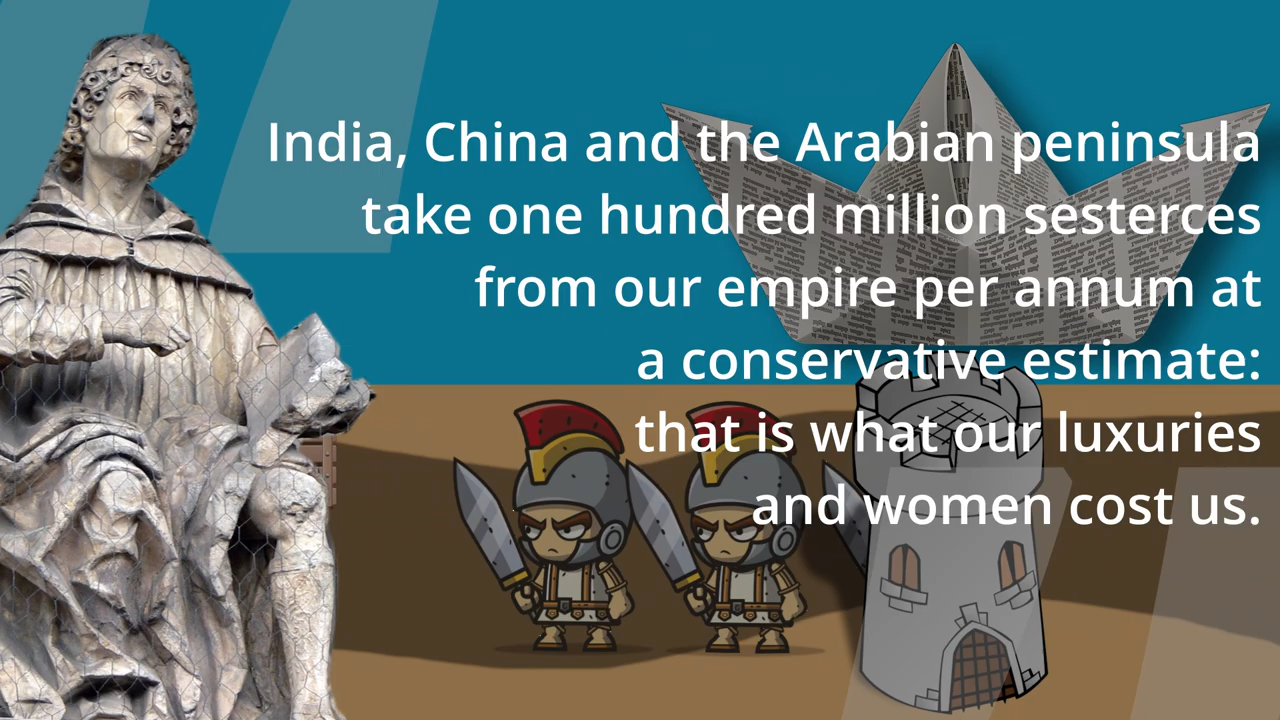 India, China and the Arabian peninsula
take one hundred million sesterces
from our empire per annum at
a conservative estimate:
that is what our luxuries
and women cost us.